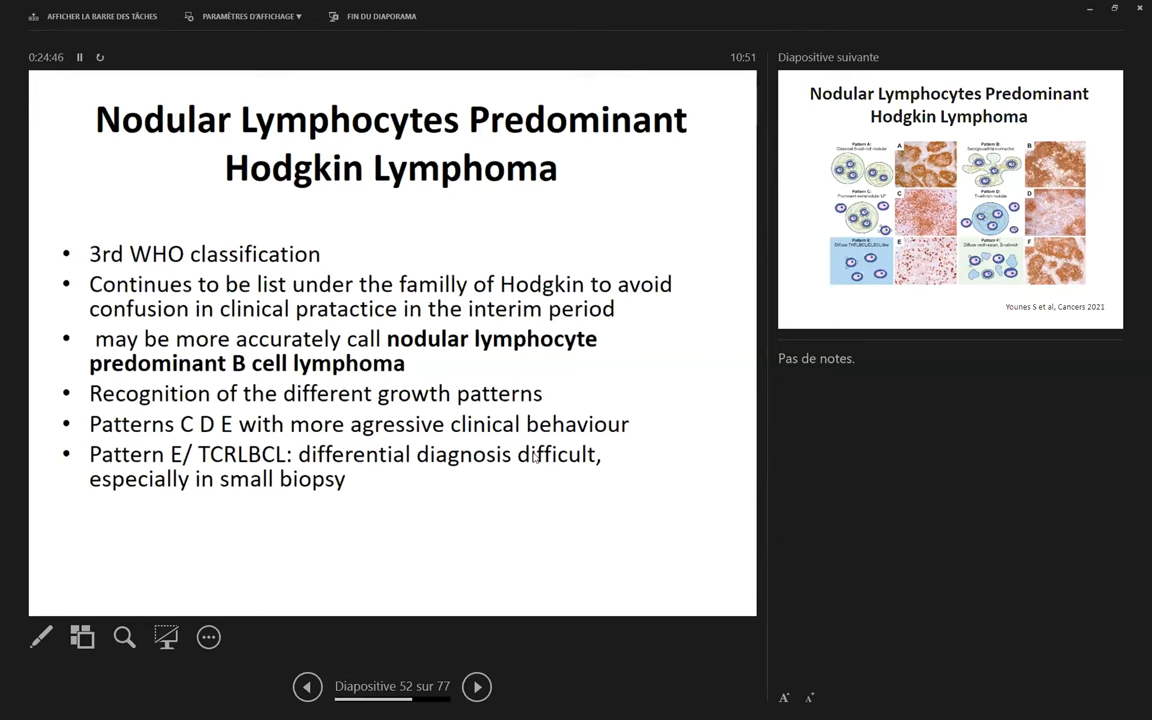 AFFICHER LA BARRE DES TÂCHES
PARAMÈTRES D'AFFICHAGE ▼
FIN DU DIAPORAMA
0:24:46
10:51
Nodular Lymphocytes Predominant
Hodgkin Lymphoma
• 3rd WHO classification
• Continues to be list under the familly of Hodgkin to avoid
confusion in clinical pratactice in the interim period
• may be more accurately call nodular lymphocyte
predominant B cell lymphoma
• Recognition of the different growth patterns
• Patterns C D E with more agressive clinical behaviour
• Pattern E/ TCRLBCL: differential diagnosis difficult,
especially in small biopsy
Diapositive 52 sur 77
Diapositive suivante
Nodular Lymphocytes Predominant
Hodgkin Lymphoma
Pattern A:
A
Pattern B:
B
C
D
E
F
Younes S et al, Cancers 2021
Pas de notes.
A
A